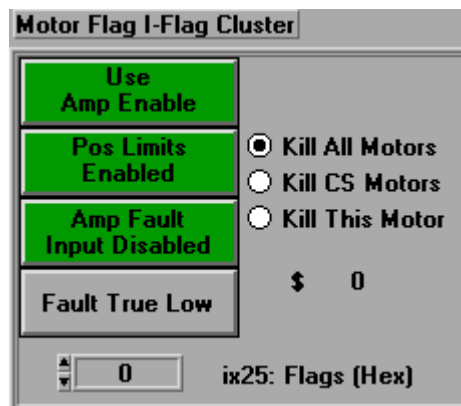 Motor Flag I-Flag Cluster
Use
Amp Enable
Pos Limits
Enabled
Amp Fault
Input Disabled
Fault True Low
Kill All Motors
Kill CS Motors
Kill This Motor
$ 0
0
ix25: Flags (Hex)